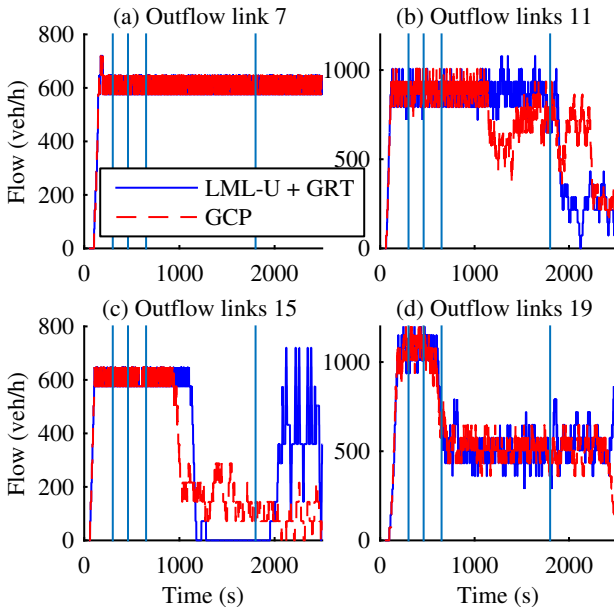 (a) Outflow link 7
(b) Outflow links 11
Flow (veh/h)
800
600
400
200
0
0
1000
2000
1000
500
0
0
1000
2000
LML-U + GRT
GCP
(c) Outflow links 15
(d) Outflow links 19
Flow (veh/h)
800
600
400
200
0
0
1000
2000
Time (s)
1000
500
0
0
1000
2000
Time (s)